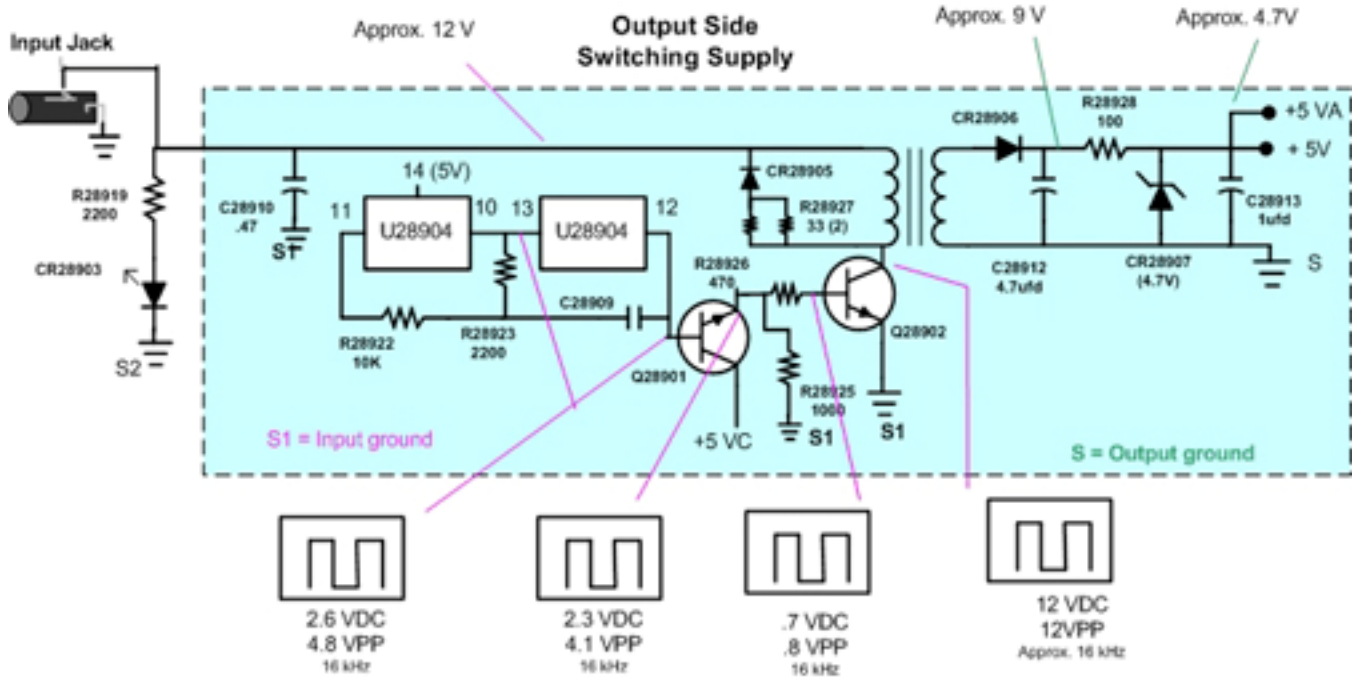 Approx. 12 V
Output Side
Switching Supply
Approx. 9 V
Approx. 4.7V
Input Jack
CR28906
R28928
100
+5 VA
+ 5V
R28919
2200
C28910
.47
S1
14 (5V)
11
10
13
12
U28904
U28904
CR28905
R28927
33 (2)
C28913
1ufd
CR28903
S2
R28922
10K
R28923
2200
C28909
R28926
470
Q28901
Q28902
C28912
4.7ufd
CR28907
(4.7V)
S
R28925
1000
S1
S1
+5 VC
S1 = Input ground
S = Output ground
2.6 VDC
4.8 VPP
16 kHz
2.3 VDC
4.1 VPP
16 kHz
.7 VDC
.8 VPP
16 kHz
12 VDC
12VPP
Approx. 16 kHz